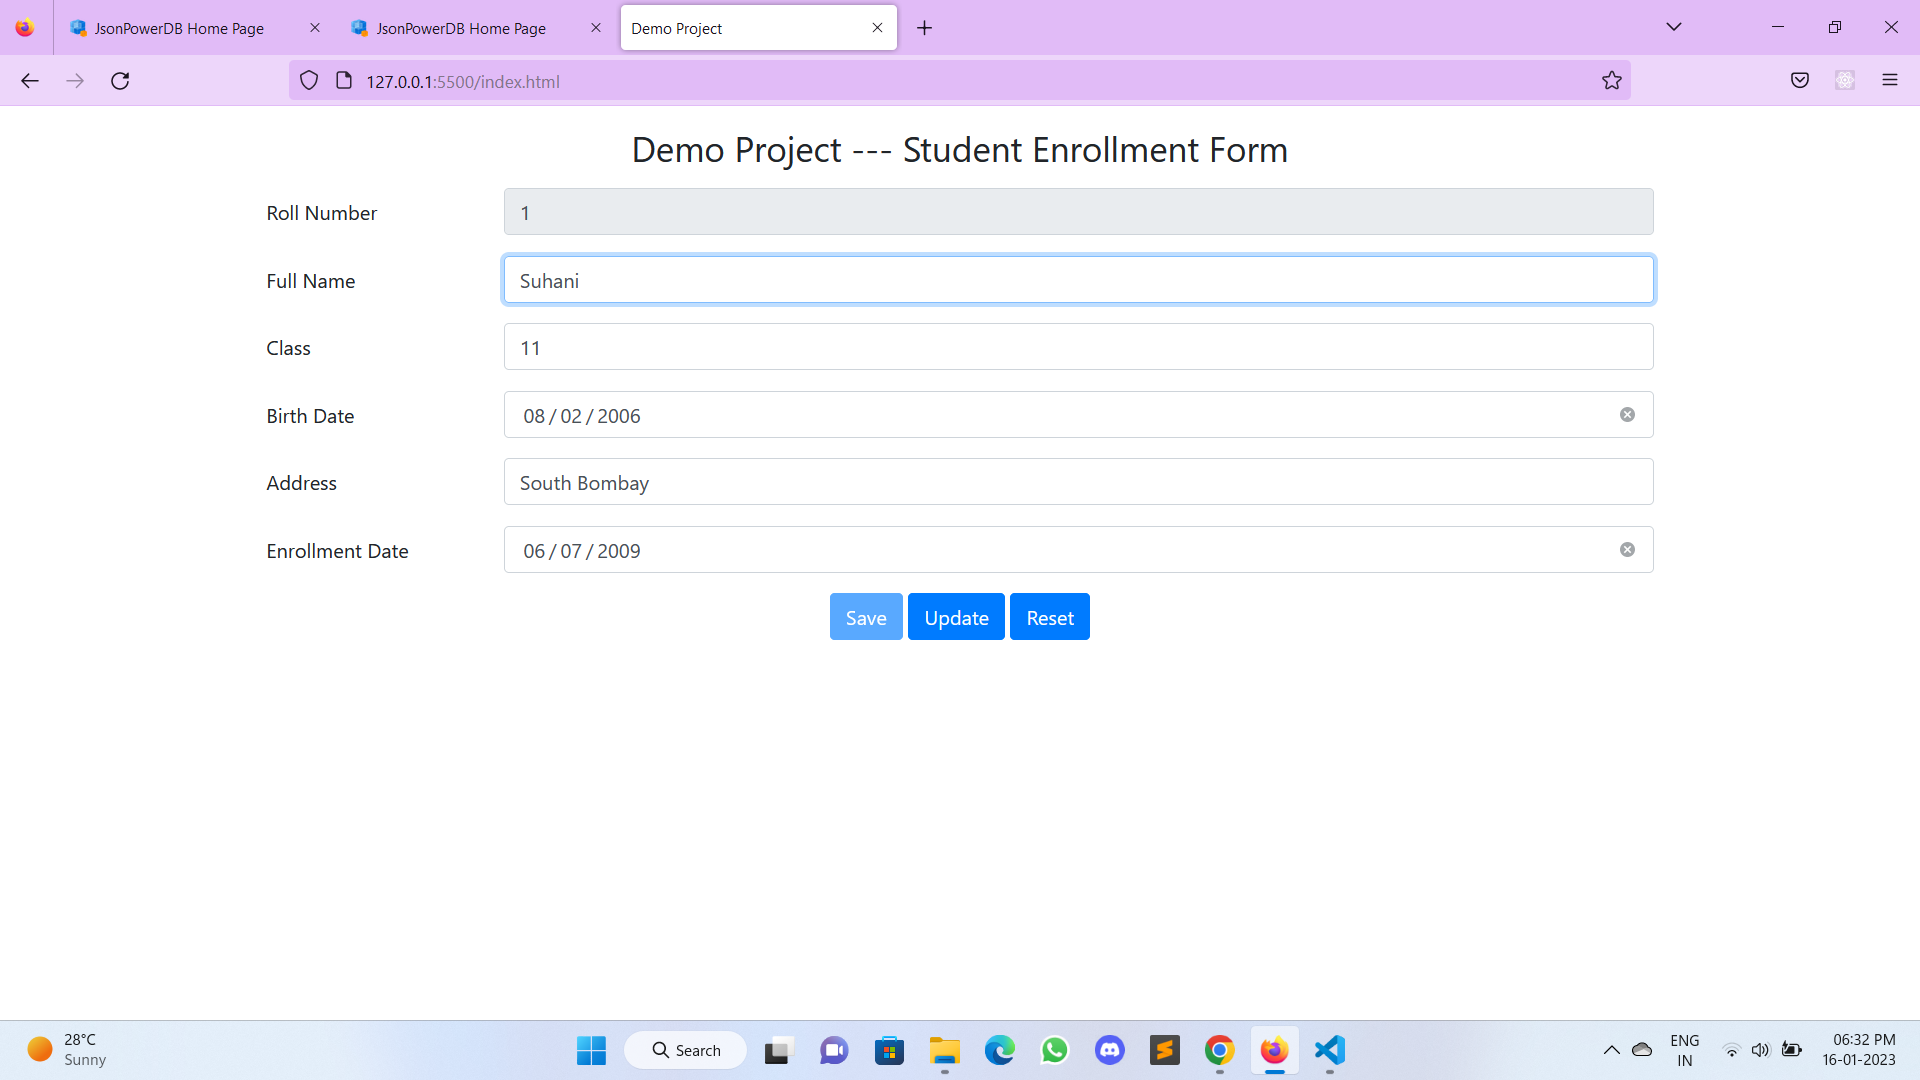 JsonPowerDB Home Page
JsonPowerDB Home Page
Demo Project
127.0.0.1:5500/index.html
Demo Project --- Student Enrollment Form
Roll Number
1
Full Name
Suhani
Class
11
Birth Date
08 / 02 / 2006
Address
South Bombay
Enrollment Date
06 / 07 / 2009
Save Update Reset
28°C
Sunny
Search
ENG
IN
06:32 PM
16-01-2023